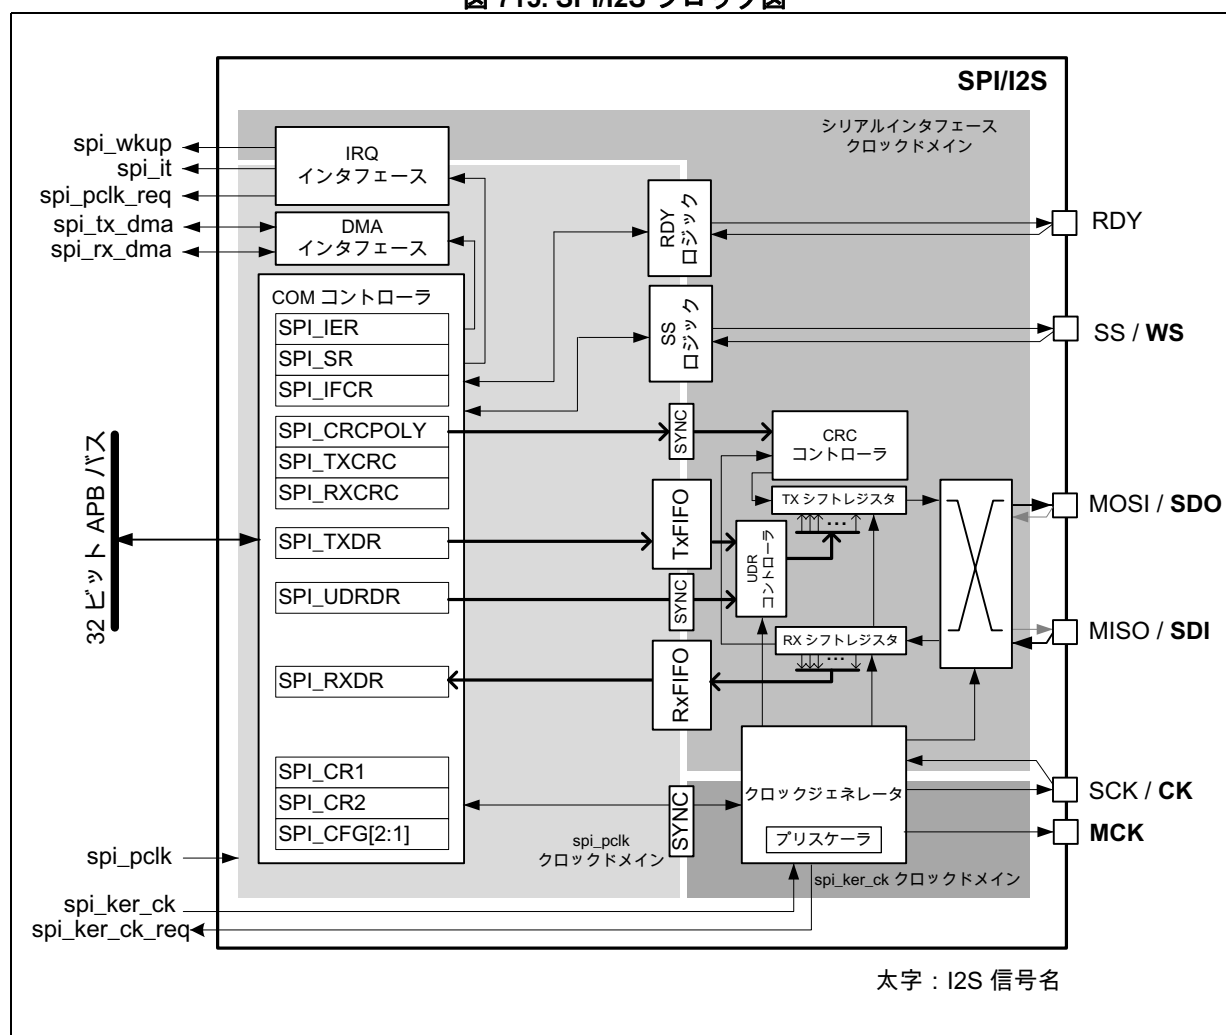 図 715. SPI/I2S ブロック図
SPI/I2S
シリアルインタフェース
クロックドメイン
spi_wkup
spi_it
spi_pclk_req
spi_tx_dma
spi_rx_dma
IRQ
インタフェース
DMA
インタフェース
COM コントローラ
SPI_IER
SPI_SR
SPI_IFCR
SPI_CRCPOLY
SPI_TXCRC
SPI_RXCRC
SPI_TXDR
SPI_UDRDR
SPI_RXDR
SPI_CR1
SPI_CR2
SPI_CFG[2:1]
32 ビット APB バス
RDY
ロジック
SS
ロジック
SYNC
TxFIFO
SYNC
RxFIFO
SYNC
CRC
コントローラ
TX シフトレジスタ
...
UDR
コントローラ
RX シフトレジスタ
...
クロックジェネレータ
プリスケーラ
spi_pclk
クロックドメイン
spi_ker_ck クロックドメイン
RDY
SS / WS
MOSI / SDO
MISO / SDI
SCK / CK
MCK
spi_pclk
spi_ker_ck
spi_ker_ck_req
太字：I2S 信号名